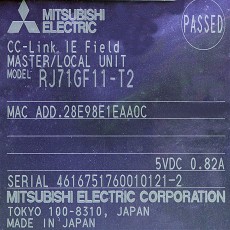 MITSUBISHI
ELECTRIC
PASSED
CC-Link IE Field
MASTER/LOCAL UNIT
MODEL RJ71GF11-T2
MAC ADD.28E98E1EAA0C
5VDC 0.82A
SERIAL 4616751760010121-2
MITSUBISHI ELECTRIC CORPORATION
TOKYO 100-8310, JAPAN
MADE IN JAPAN